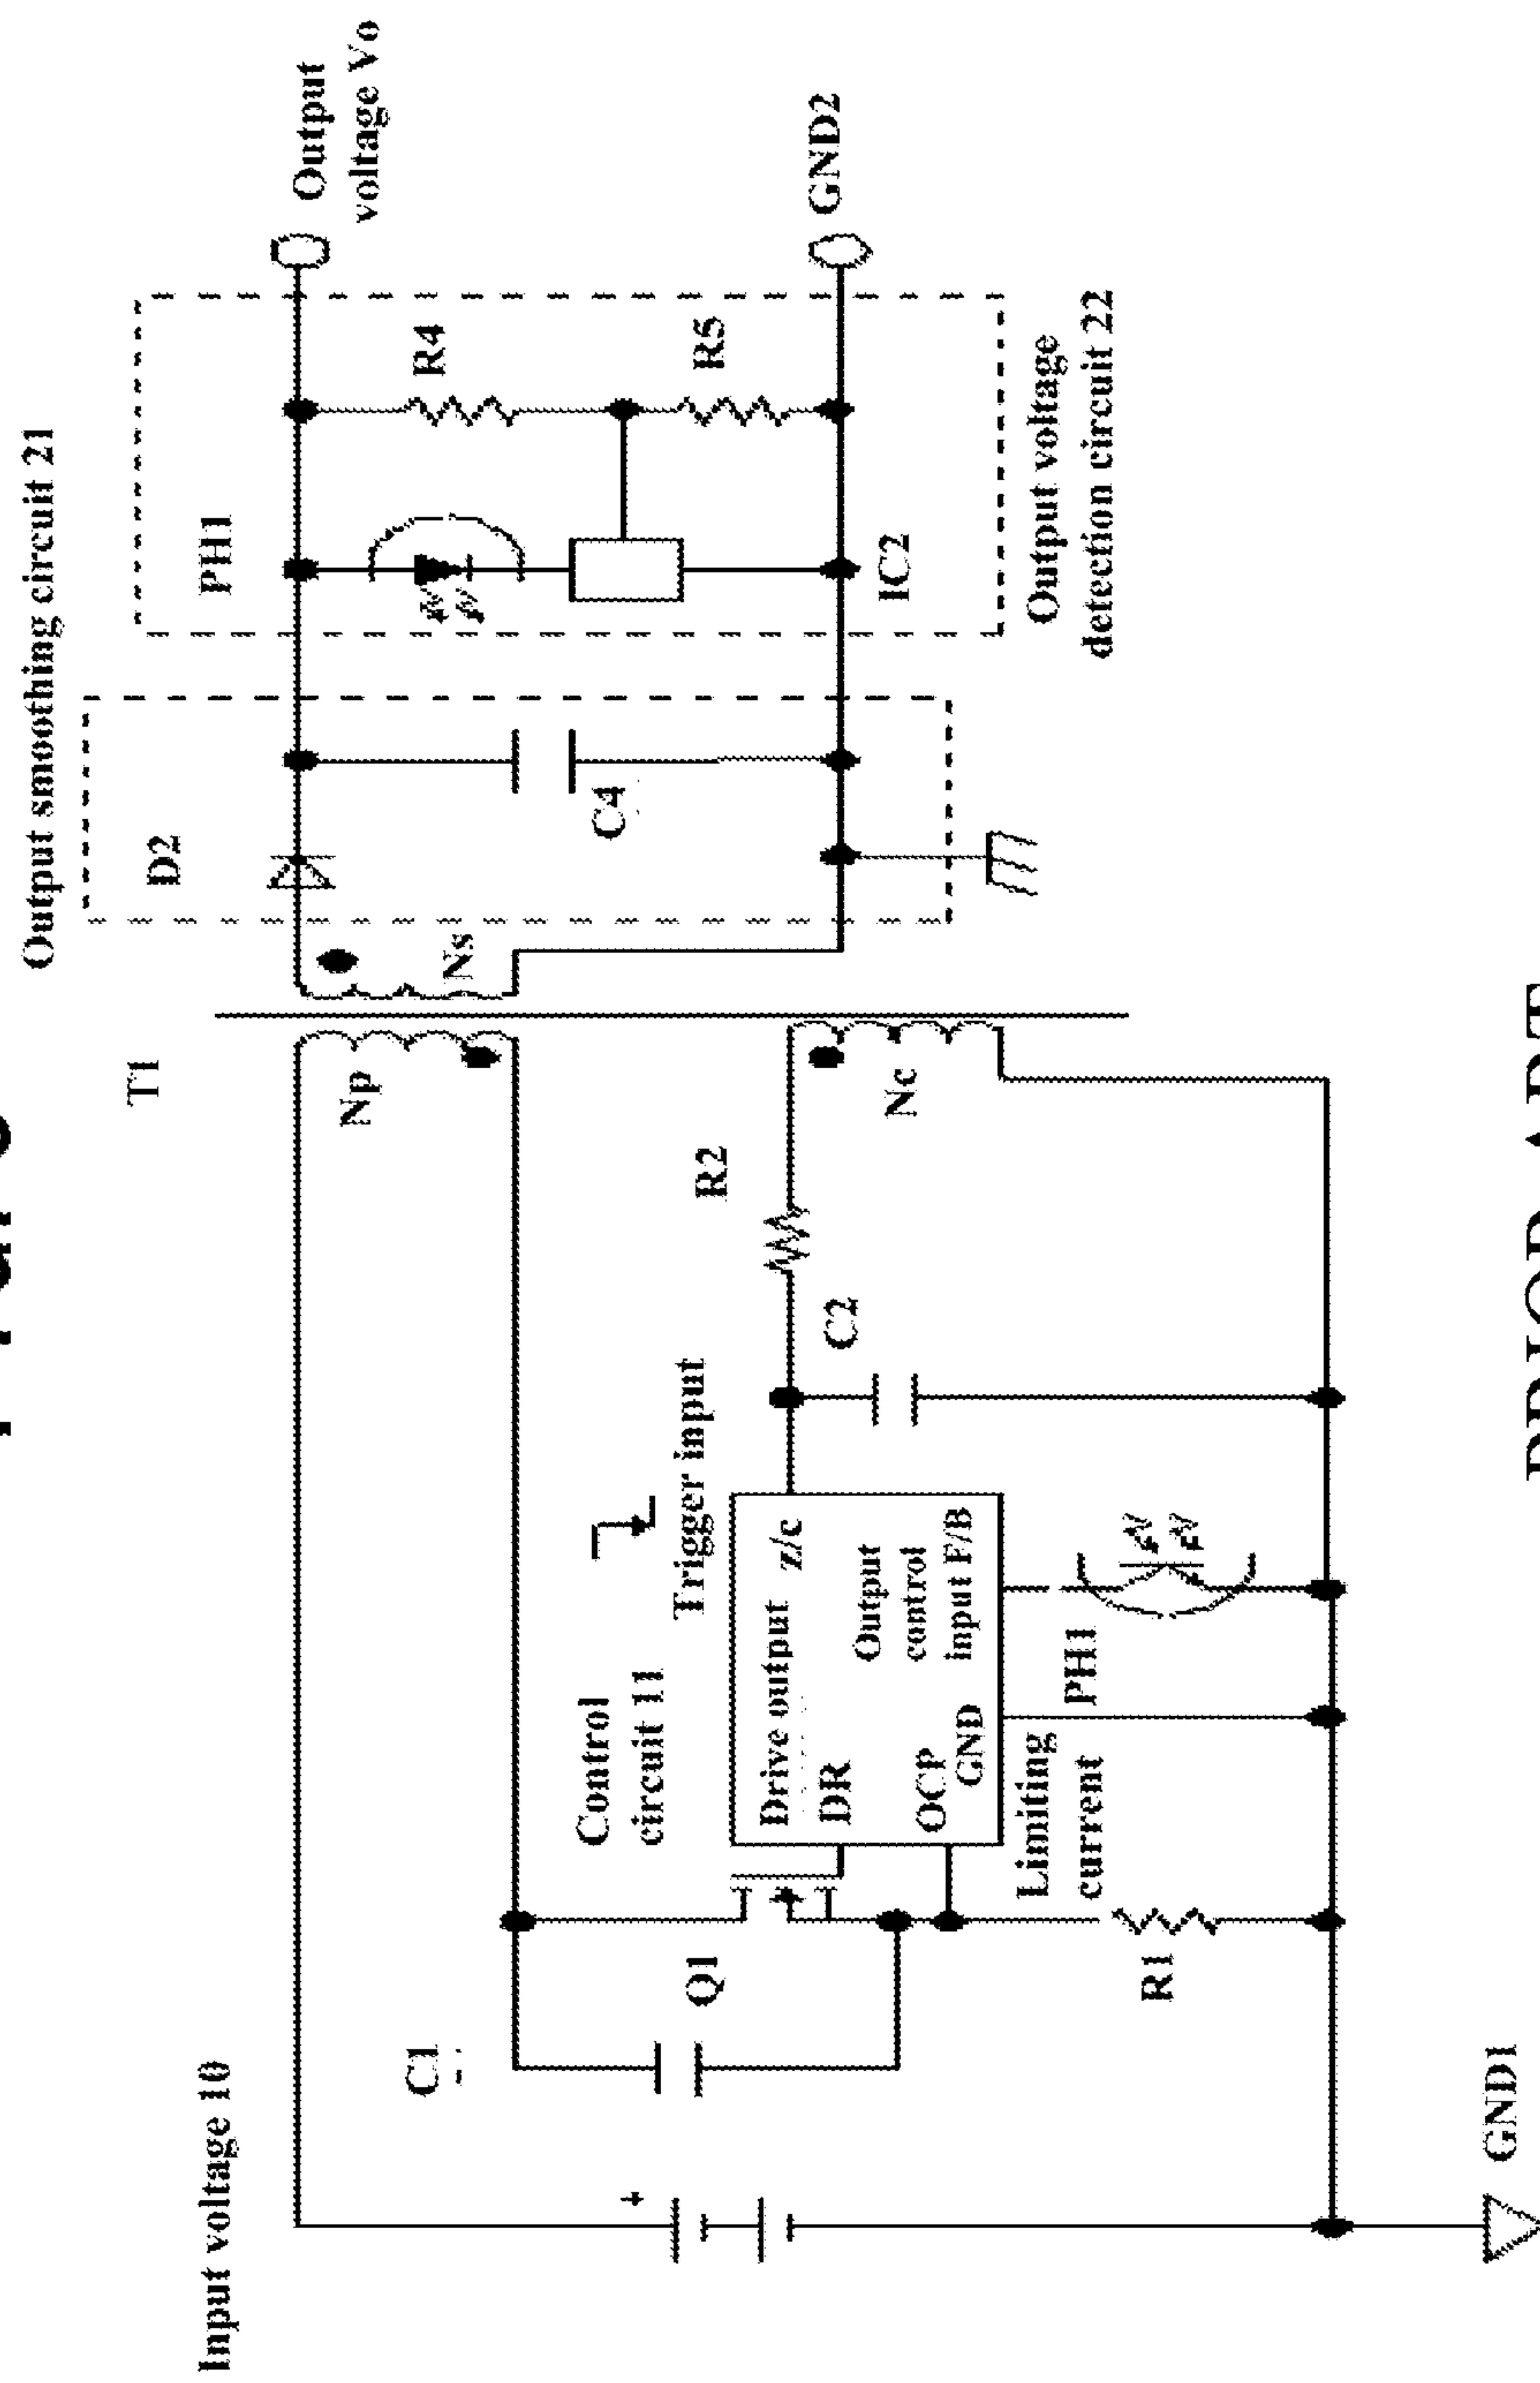 Output smoothing circuit 21
Input voltage 10
T1
D2
PH1
Output
voltage Vo
Np
Ns
R4
C1
C4
R5
Q1
Control
circuit 11
Trigger input
R2
GND2
Drive output
z/c
DR
Output
control
input F/B
OCP
GND
C2
Nc
IC2
Limiting
current
PH1
R1
Output voltage
detection circuit 22
GND1